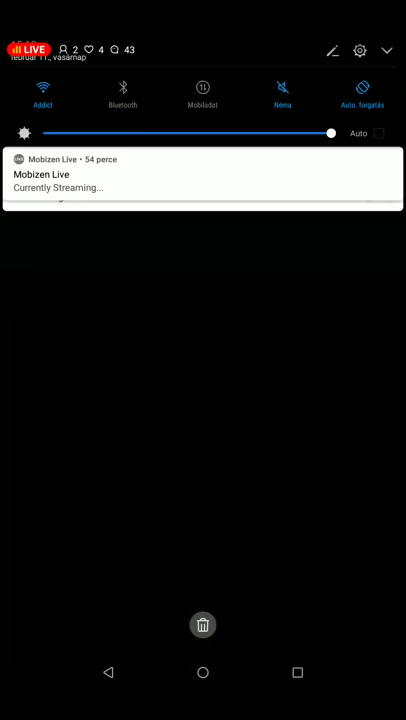 LIVE 2 4 43
február 11., vasárnap
Addict Bluetooth Mobiladat Néma Auto. forgatás
Auto
LIVE Mobizen Live • 54 perce
Mobizen Live
Currently Streaming...